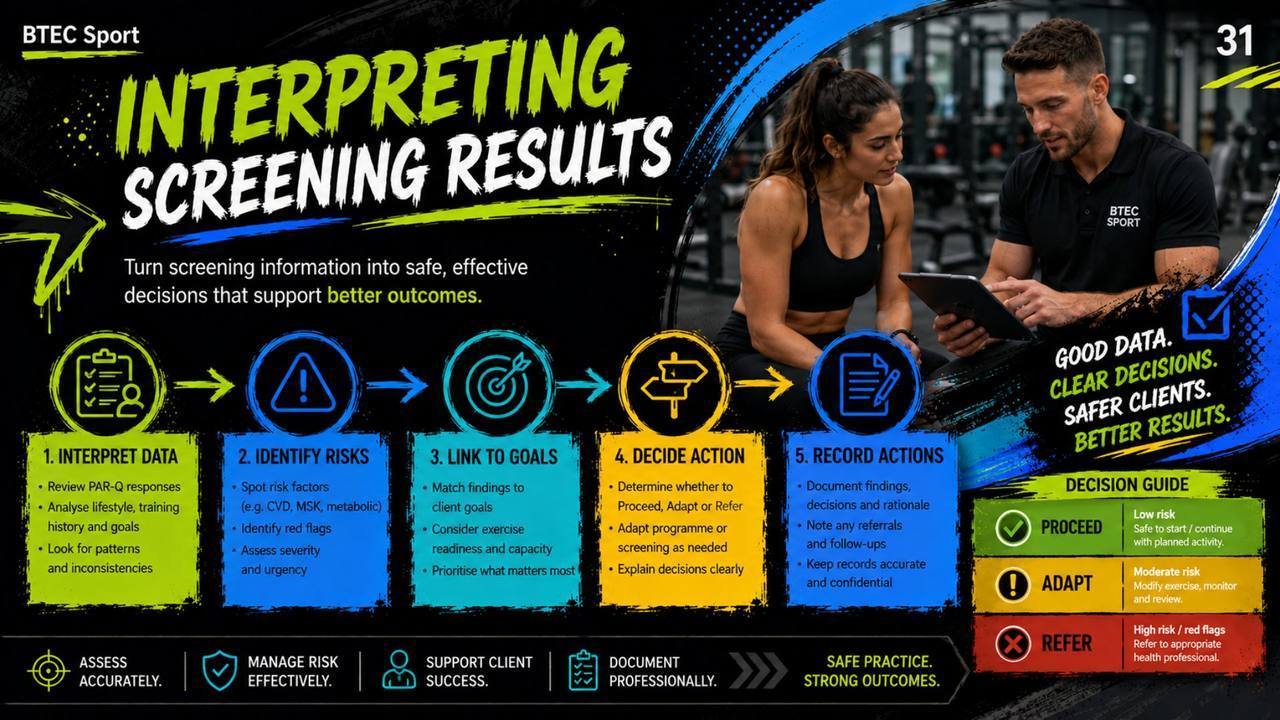 BTEC Sport
31
INTERPRETING
SCREENING RESULTS
Turn screening information into safe, effective
decisions that support better outcomes.
BTEC
SPORT
GOOD DATA.
CLEAR DECISIONS.
SAFER CLIENTS.
BETTER RESULTS.
1. INTERPRET DATA
• Review PAR-Q responses
• Analyse lifestyle, training
history and goals
• Look for patterns
and inconsistencies
2. IDENTIFY RISKS
• Spot risk factors
(e.g. CVD, MSK, metabolic)
• Identify red flags
• Assess severity
and urgency
3. LINK TO GOALS
• Match findings to
client goals
• Consider exercise
readiness and capacity
• Prioritise what matters most
4. DECIDE ACTION
• Determine whether to
Proceed, Adapt or Refer
• Adapt programme or
screening as needed
• Explain decisions clearly
5. RECORD ACTIONS
• Document findings,
decisions and rationale
• Note any referrals
and follow-ups
• Keep records accurate
and confidential
DECISION GUIDE
PROCEED
Low risk
Safe to start / continue
with planned activity.
ADAPT
Moderate risk
Modify exercise, monitor
and review.
REFER
High risk / red flags
Refer to appropriate
health professional.
ASSESS
ACCURATELY.
MANAGE RISK
EFFECTIVELY.
SUPPORT CLIENT
SUCCESS.
DOCUMENT
PROFESSIONALLY.
SAFE PRACTICE.
STRONG OUTCOMES.